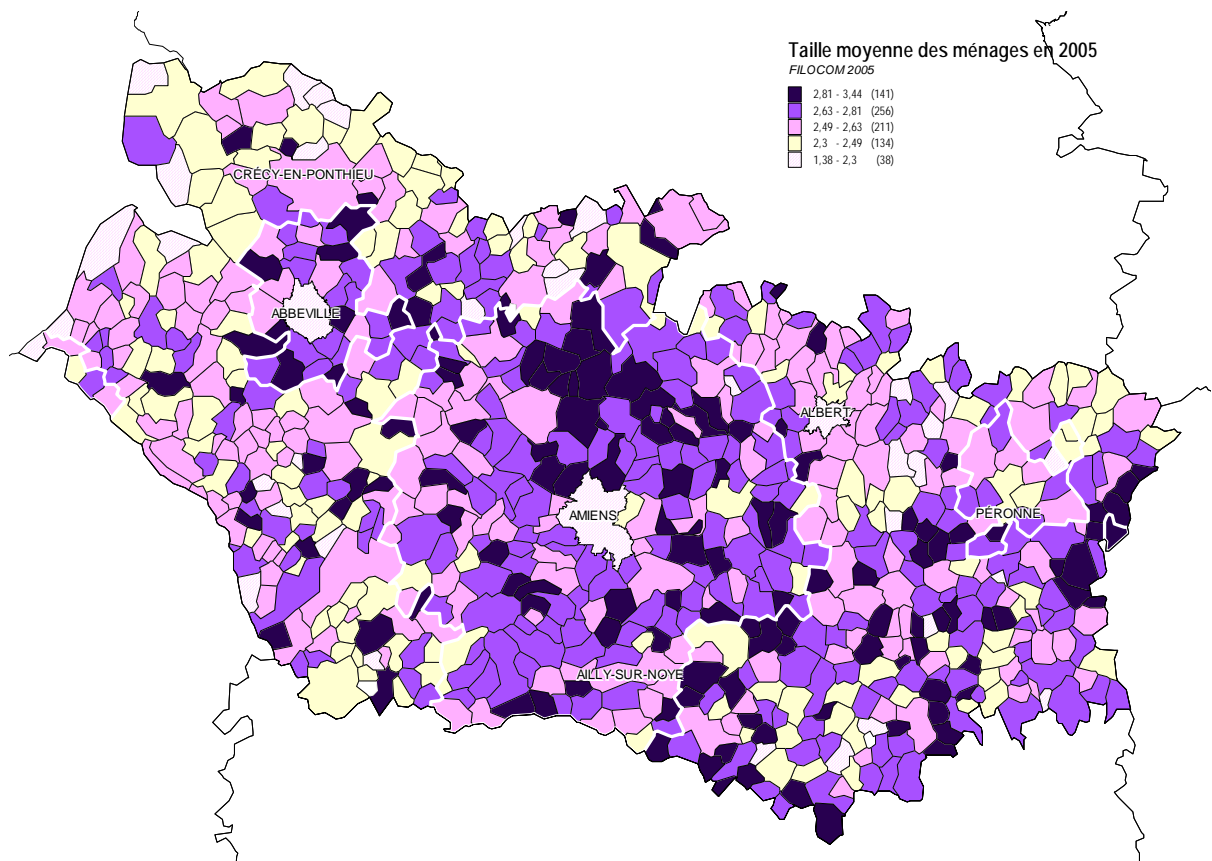 Taille moyenne des ménages en 2005
FILOCOM 2005
2,81 - 3,44 (141)
2,63 - 2,81 (256)
2,49 - 2,63 (211)
2,3 - 2,49 (134)
1,38 - 2,3 (38)
CRÉCY-EN-PONTHIEU
ABBEVILLE
ALBERT
AMIENS
PÉRONNE
AILLY-SUR-NOYE